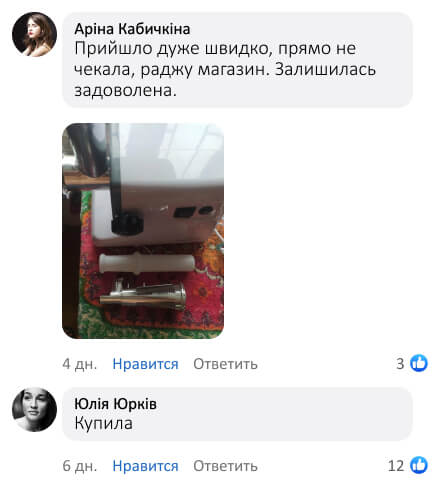 Аріна Кабичкіна
Прийшло дуже швидко, прямо не
чекала, раджу магазин. Залишилась
задоволена.
4 дн. Нравится Ответить 3
Юлія Юрків
Купила
6 дн. Нравится Ответить 12